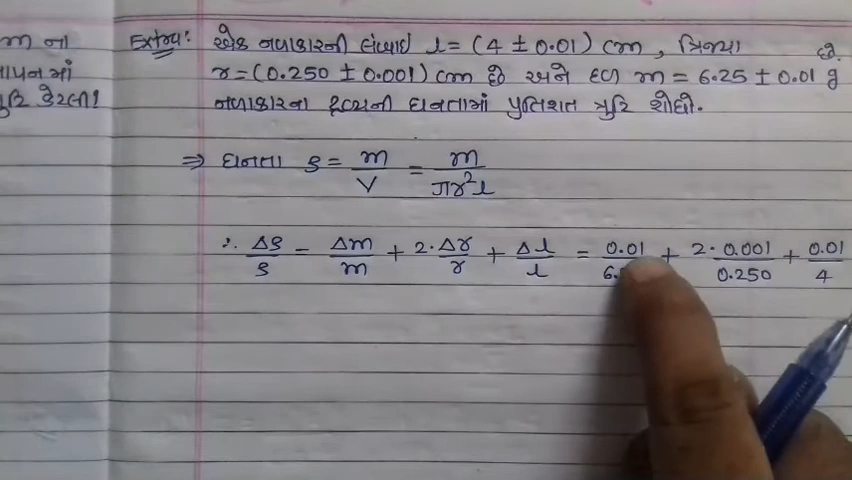 m ના
માપનમાં
ત્રુટિ કેટલી?
Extra: એક નળાકારની લંબાઈ l = (4 ± 0.01) cm, ત્રિજ્યા
r = (0.250 ± 0.001) cm છે અને દળ m = 6.25 ± 0.01 g છે.
નળાકારના દ્રવ્યની ઘનતામાં પ્રતિશત ત્રુટિ શોધો.
⇒ ઘનતા ρ = m/V = m/πr²l
∴ Δρ/ρ = Δm/m + 2·Δr/r + Δl/l = 0.01/6. + 2·0.001/0.250 + 0.01/4